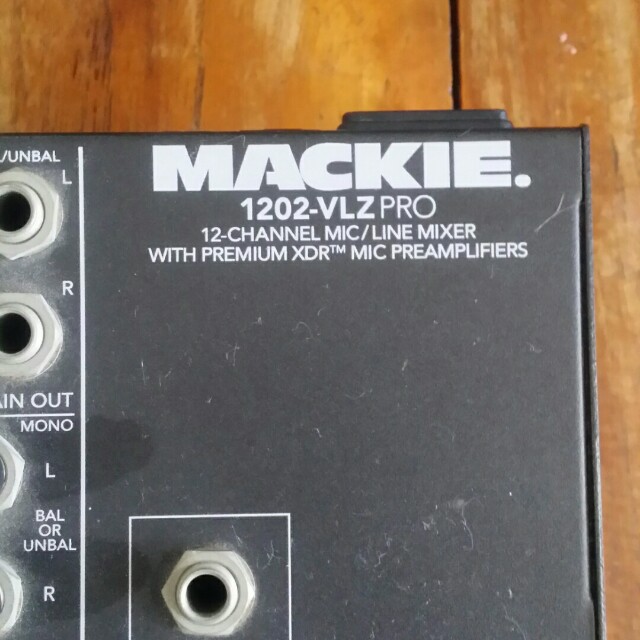 /UNBAL
L
R
MACKIE.
1202-VLZ PRO
12-CHANNEL MIC/LINE MIXER
WITH PREMIUM XDR™ MIC PREAMPLIFIERS
AIN OUT
MONO
L
BAL
OR
UNBAL
R